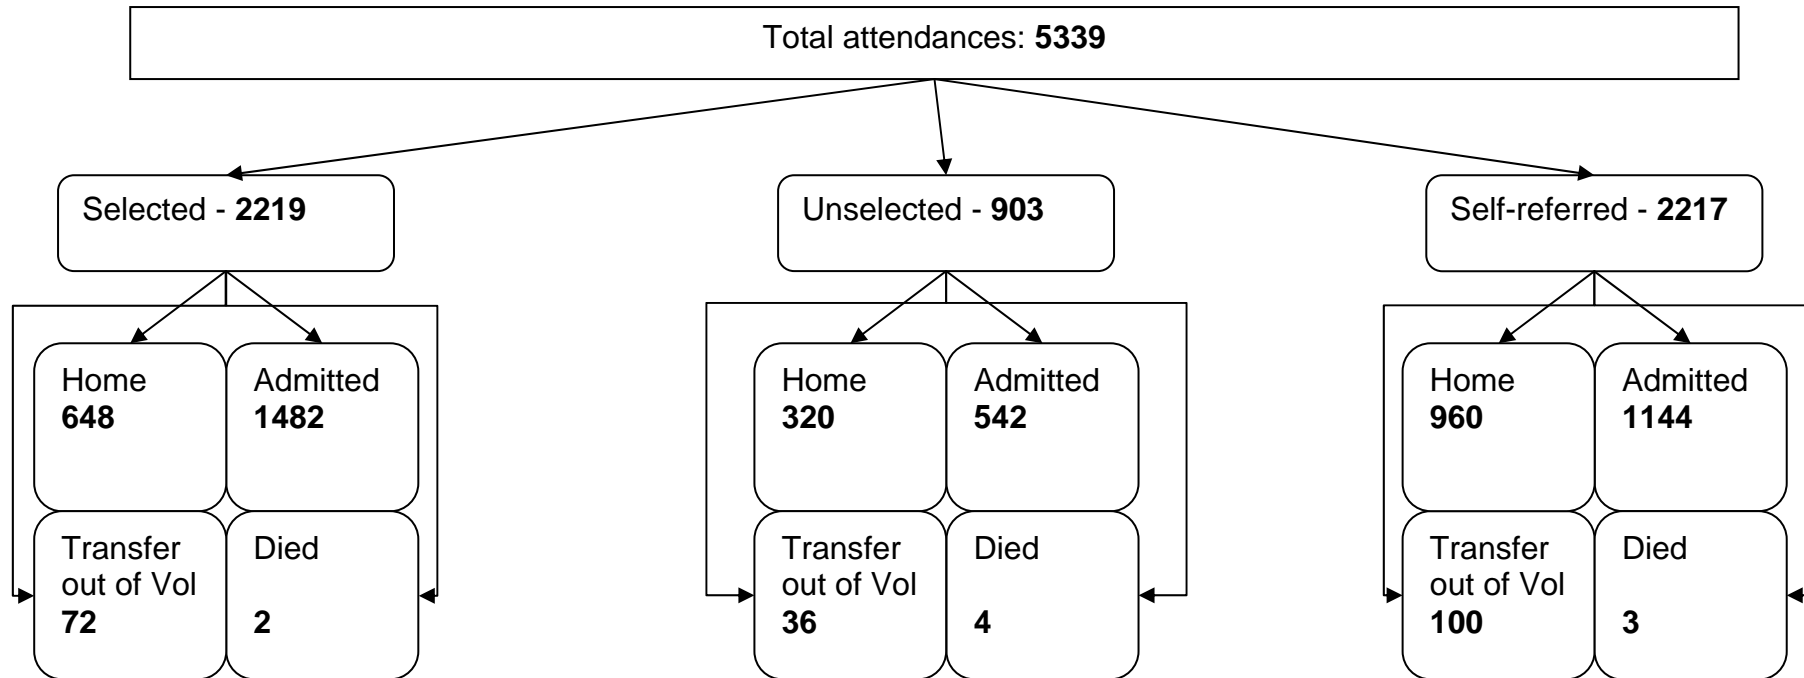 Total attendances: 5339
Selected - 2219
Unselected - 903
Self-referred - 2217
Home
648
Admitted
1482
Transfer
out of Vol
72
Died
2
Home
320
Admitted
542
Transfer
out of Vol
36
Died
4
Home
960
Admitted
1144
Transfer
out of Vol
100
Died
3